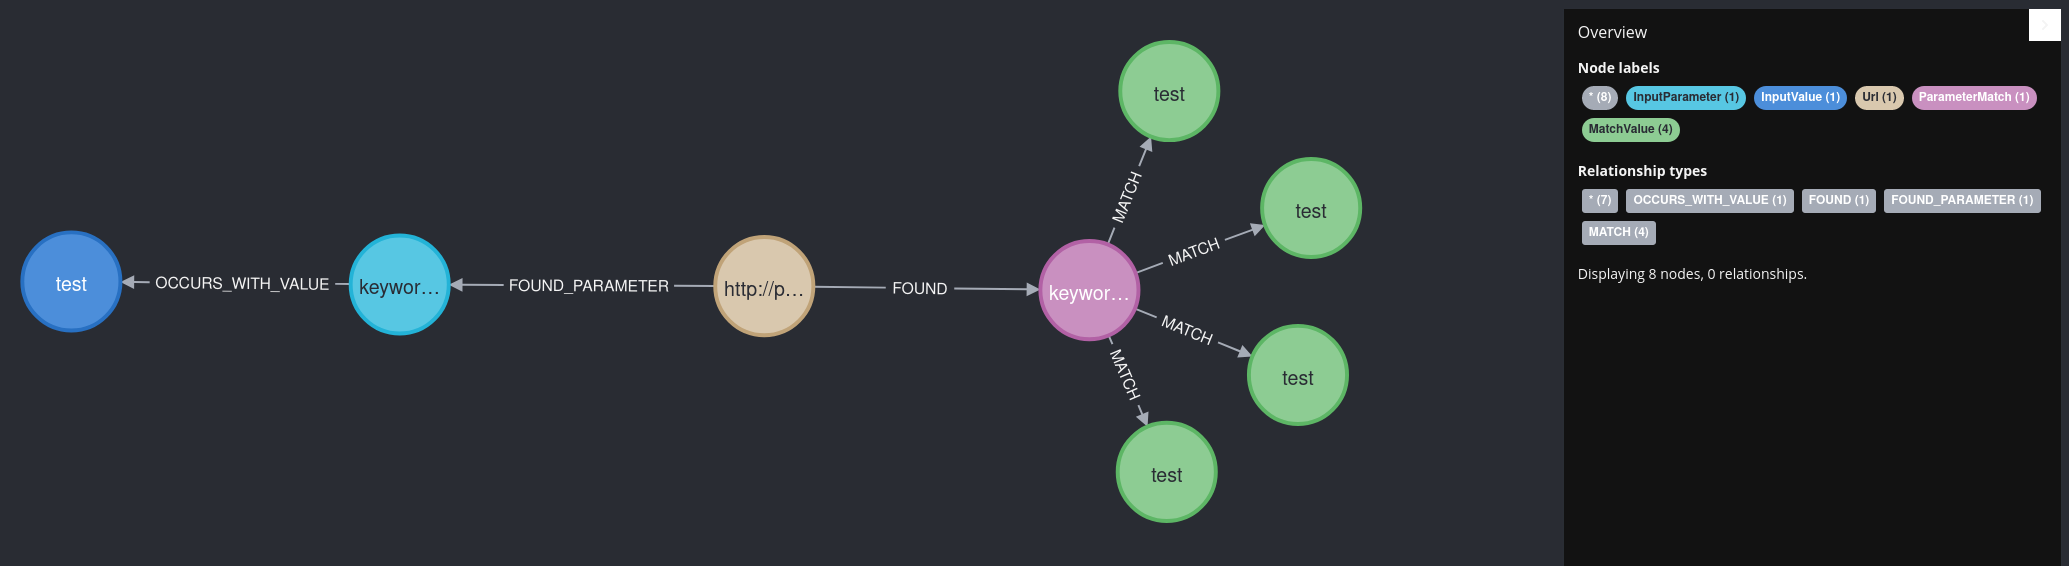 test
OCCURS_WITH_VALUE
keywor...
FOUND_PARAMETER
http://p...
FOUND
keywor...
MATCH
test
MATCH
test
MATCH
test
MATCH
test
Overview
Node labels
* (8) InputParameter (1) InputValue (1) Url (1) ParameterMatch (1)
MatchValue (4)
Relationship types
* (7) OCCURS_WITH_VALUE (1) FOUND (1) FOUND_PARAMETER (1)
MATCH (4)
Displaying 8 nodes, 0 relationships.